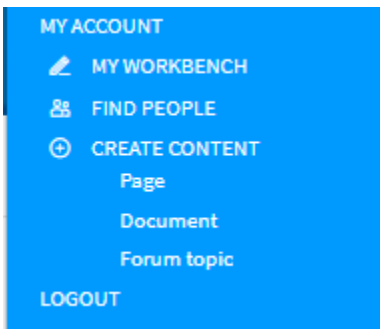 MY ACCOUNT
MY WORKBENCH
FIND PEOPLE
CREATE CONTENT
Page
Document
Forum topic
LOGOUT